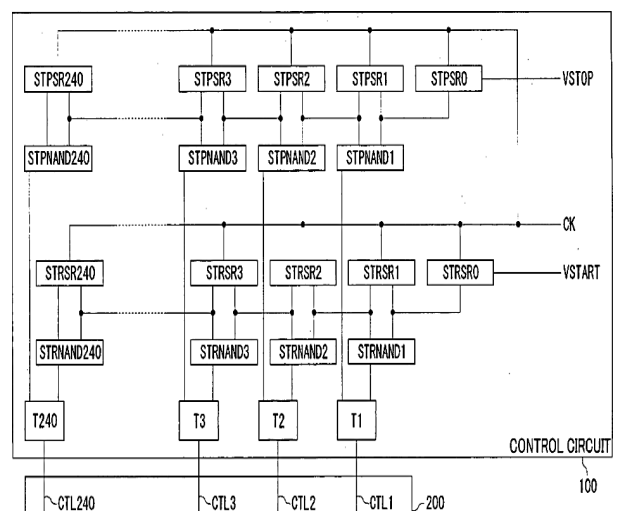 STPSR240 STPSR3 STPSR2 STPSR1 STPSR0 VSTOP
STPNAND240 STPNAND3 STPNAND2 STPNAND1
CK
STRSR240 STRSR3 STRSR2 STRSR1 STRSR0 VSTART
STRNAND240 STRNAND3 STRNAND2 STRNAND1
T240 T3 T2 T1
CONTROL CIRCUIT
100
CTL240 CTL3 CTL2 CTL1 200